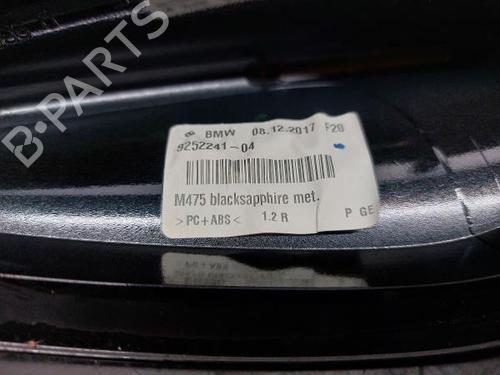 BMW 08.12.2017 F20
9252241-04
M475 blacksapphire met.
>PC+ABS< 1.2 R P GE
B-PARTS